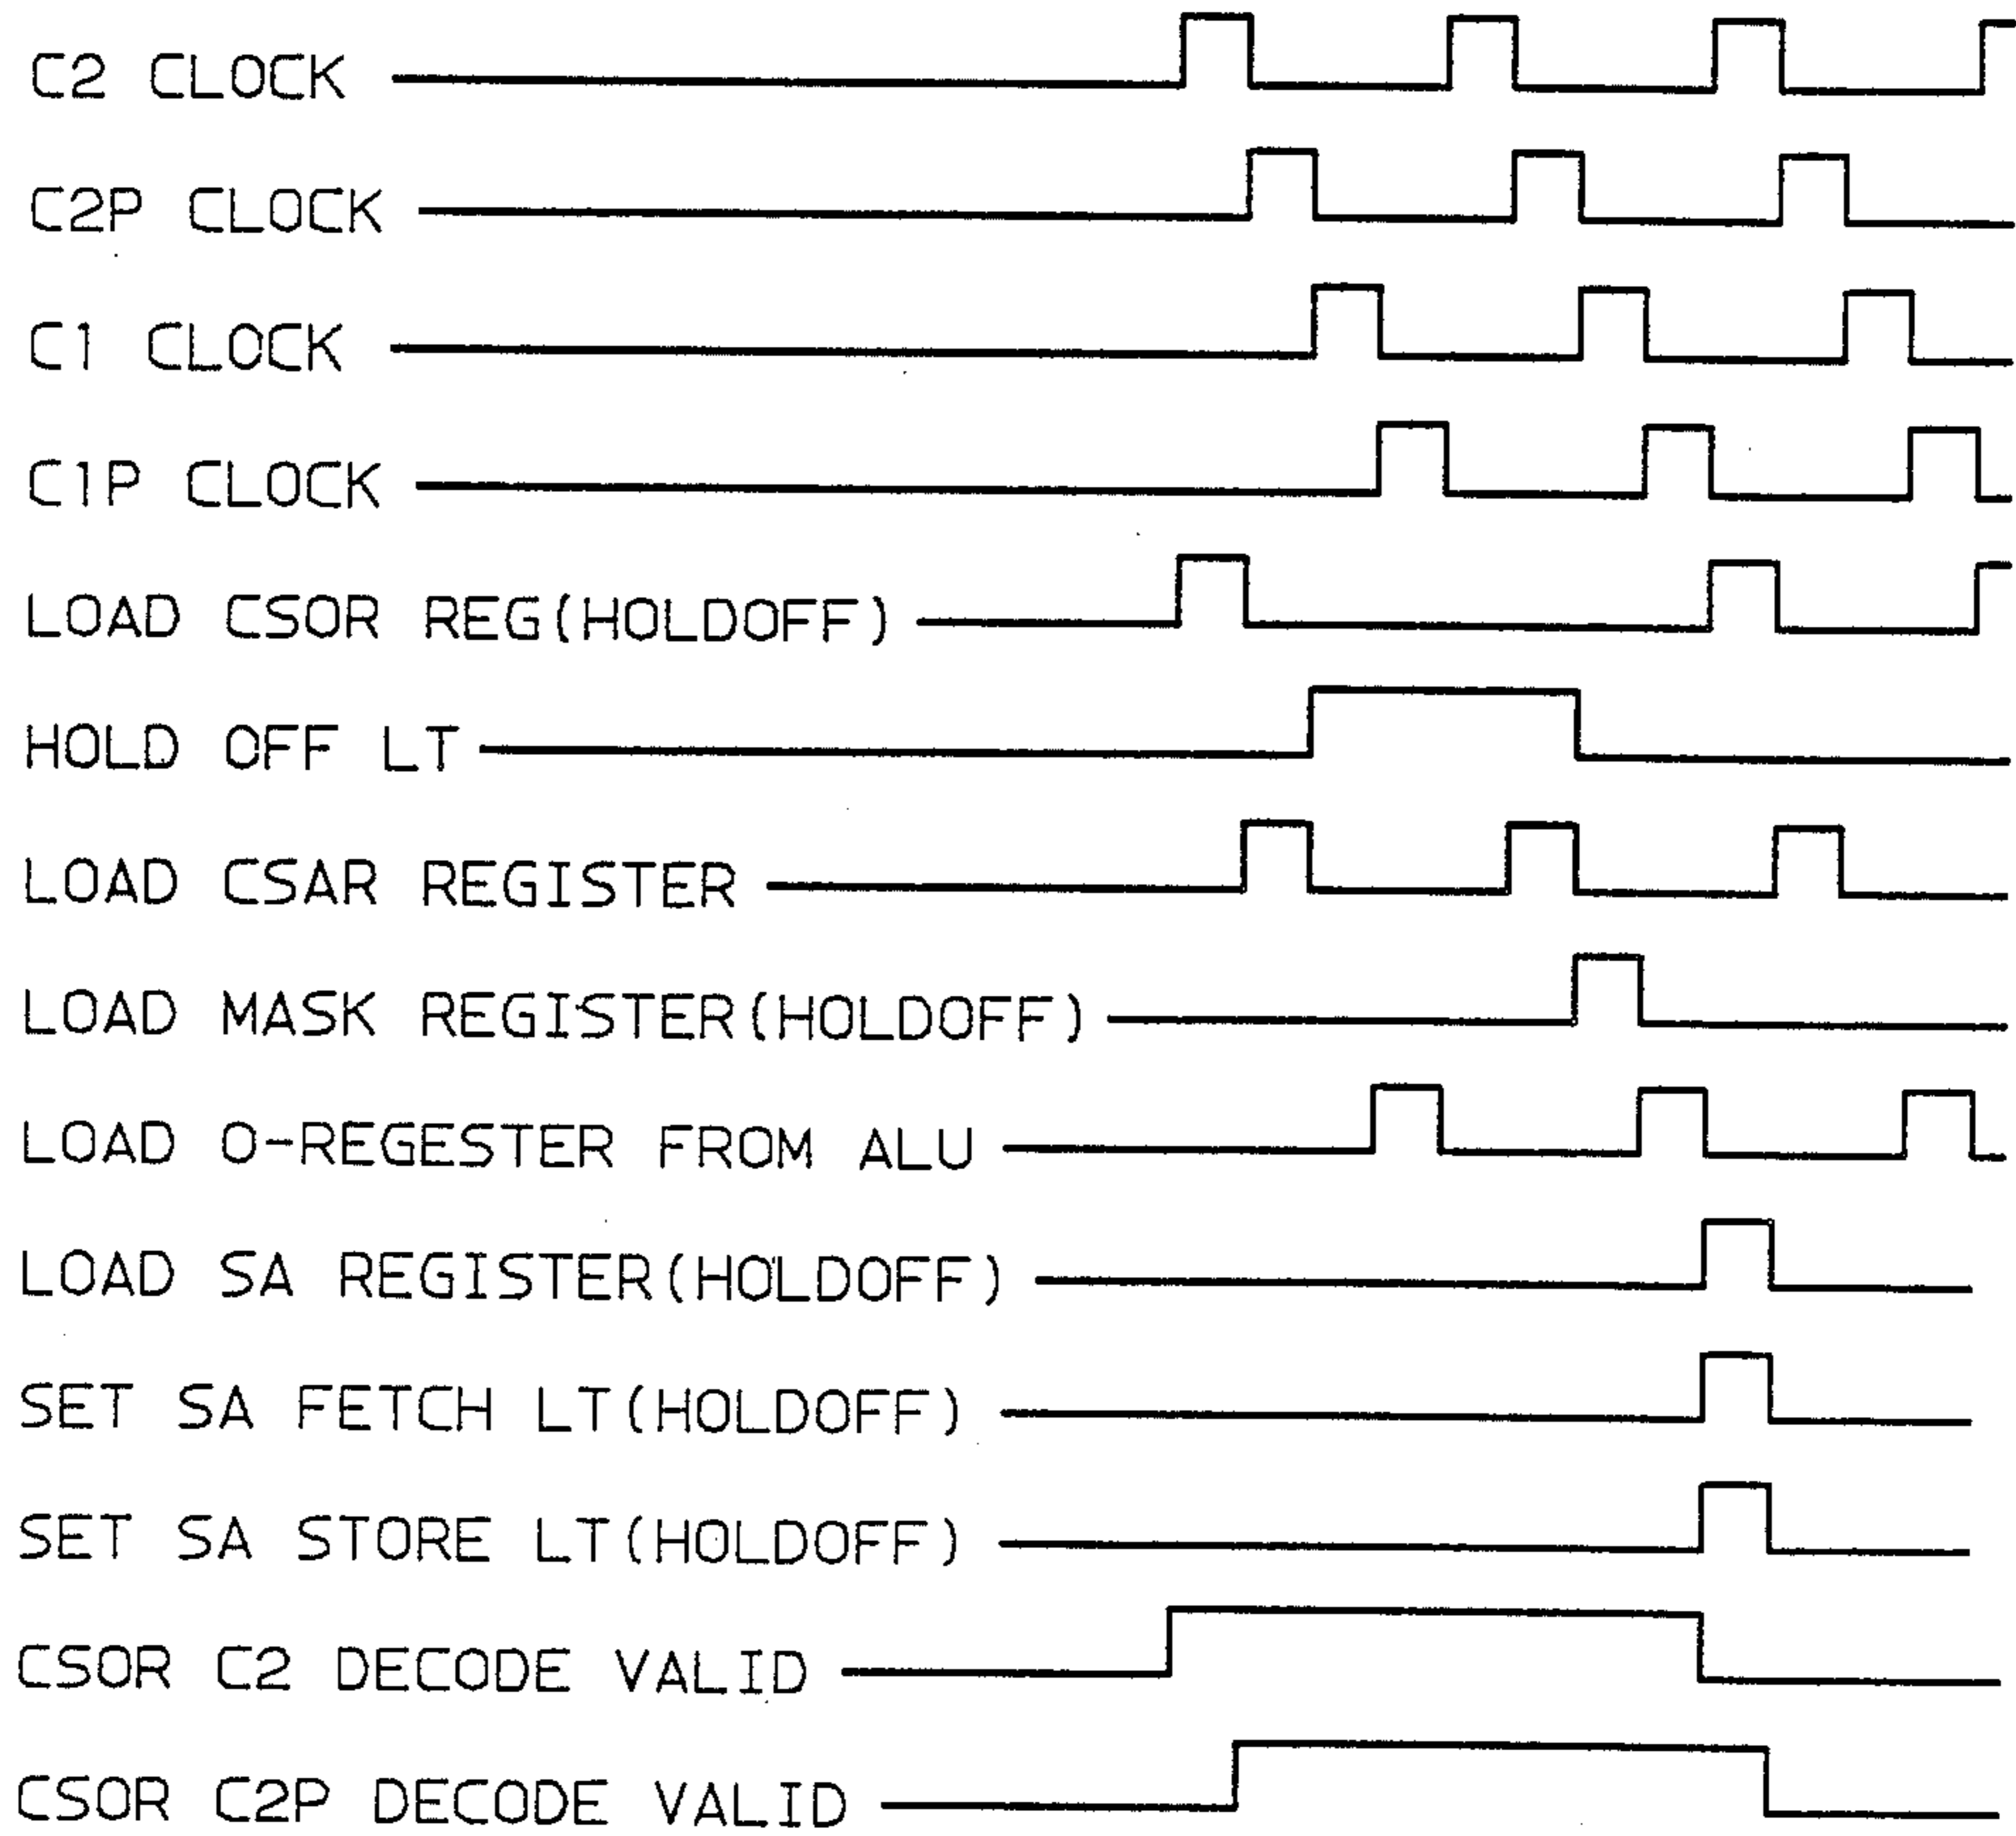 C2 CLOCK
C2P CLOCK
C1 CLOCK
C1P CLOCK
LOAD CSOR REG(HOLDOFF)
HOLD OFF LT
LOAD CSAR REGISTER
LOAD MASK REGISTER(HOLDOFF)
LOAD O-REGESTER FROM ALU
LOAD SA REGISTER(HOLDOFF)
SET SA FETCH LT(HOLDOFF)
SET SA STORE LT(HOLDOFF)
CSOR C2 DECODE VALID
CSOR C2P DECODE VALID